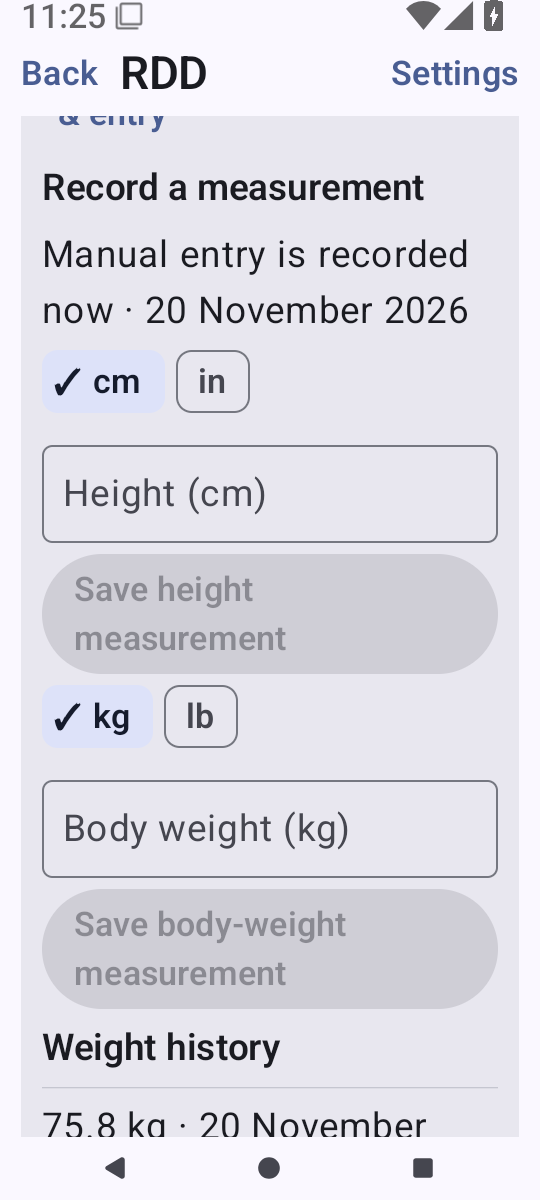 11:25
Back RDD Settings
& entry
Record a measurement
Manual entry is recorded
now · 20 November 2026
✓ cm in
Height (cm)
Save height
measurement
✓ kg lb
Body weight (kg)
Save body-weight
measurement
Weight history
75.8 kg · 20 November